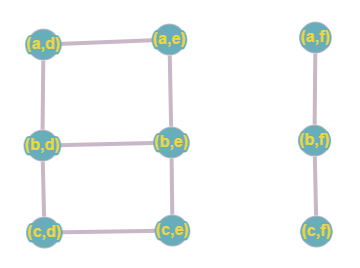 (a,d) (a,e) (a,f)
(b,d) (b,e) (b,f)
(c,d) (c,e) (c,f)